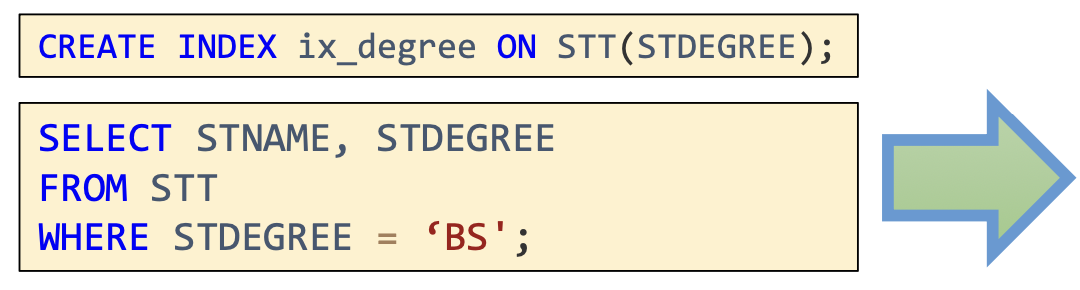 CREATE INDEX ix_degree ON STT(STDEGREE);
SELECT STNAME, STDEGREE
FROM STT
WHERE STDEGREE = ‘BS';